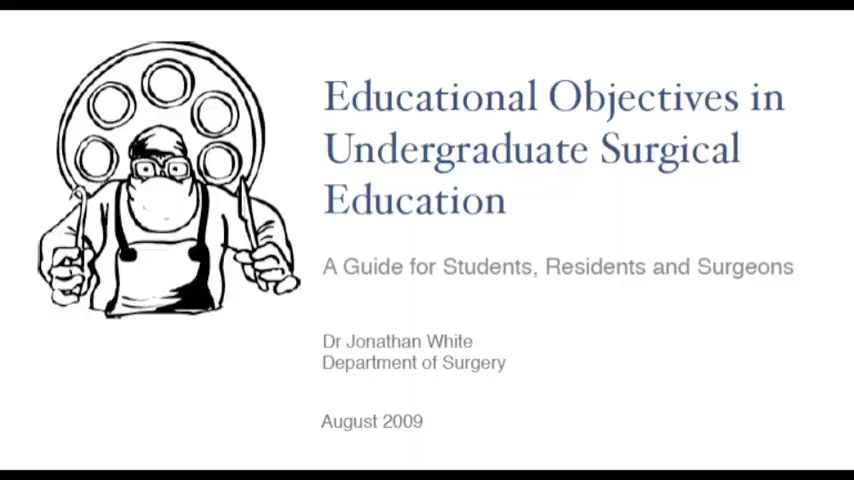 Educational Objectives in
Undergraduate Surgical
Education
A Guide for Students, Residents and Surgeons
Dr Jonathan White
Department of Surgery
August 2009